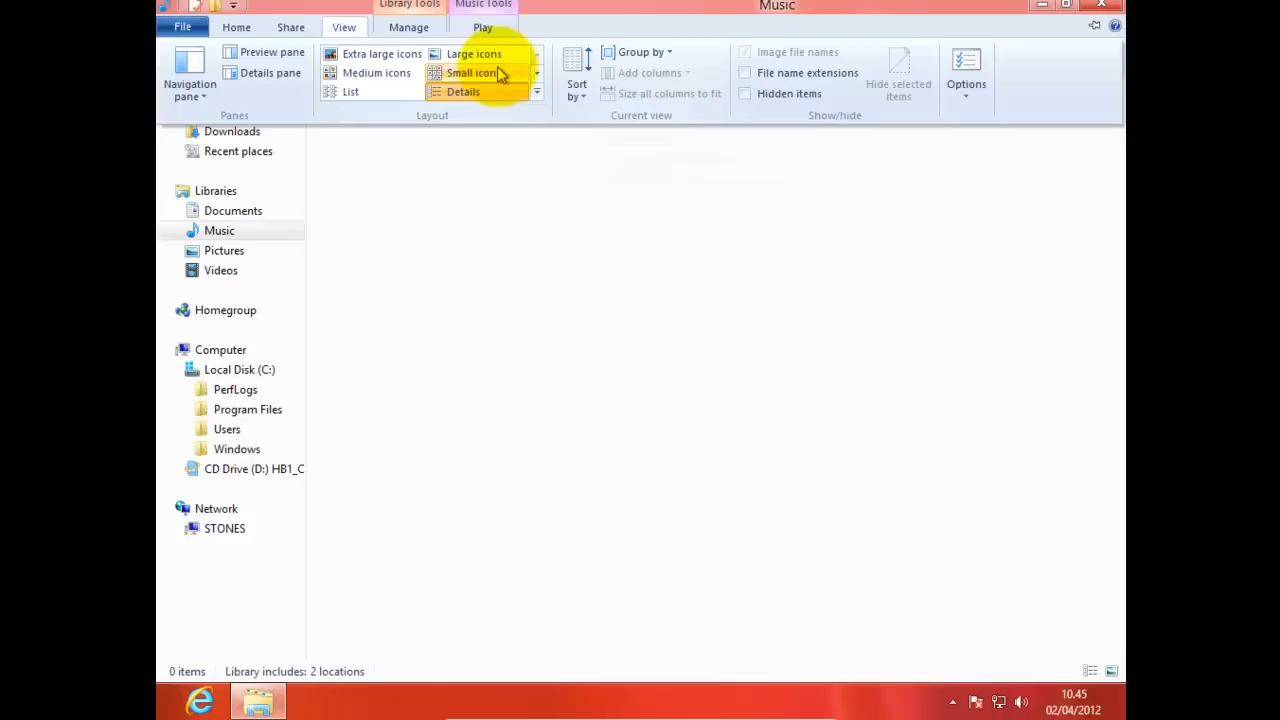 Library Tools Music Tools Music
File Home Share View Manage Play
Navigation pane
Preview pane
Details pane
Panes
Extra large icons Large icons
Medium icons Small icons
List Details
Layout
Sort by
Group by
Add columns
Size all columns to fit
Current view
Image file names
File name extensions
Hidden items
Hide selected items
Show/hide
Options
Downloads
Recent places
Libraries
Documents
Music
Pictures
Videos
Homegroup
Computer
Local Disk (C:)
PerfLogs
Program Files
Users
Windows
CD Drive (D:) HB1_C
Network
STONES
0 items Library includes: 2 locations
10.45
02/04/2012